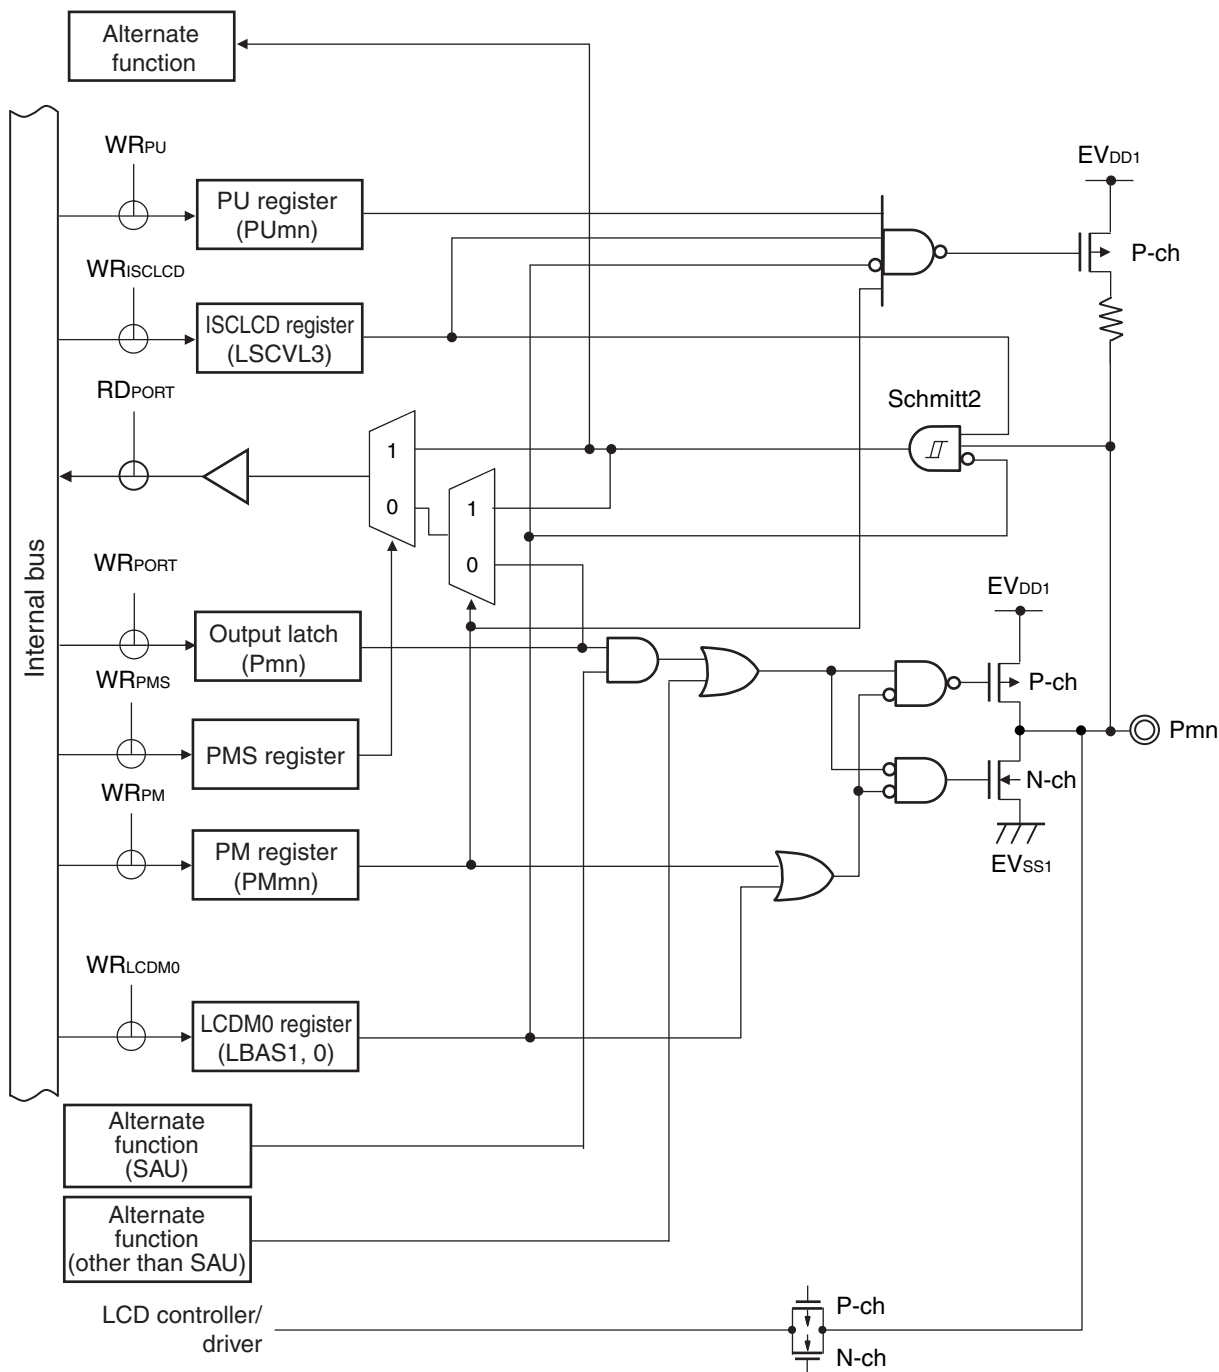 Alternate
function
WRPU
EVDD1
PU register
(PUmn)
P-ch
WRISCLCD
ISCLCD register
(LSCVL3)
RDPORT
Schmitt2
1
0
1
0
Internal bus
WRPORT
EVDD1
Output latch
(Pmn)
P-ch
WRPMS
Pmn
PMS register
N-ch
WRPM
PM register
(PMmn)
EVSS1
WRLCDM0
LCDM0 register
(LBAS1, 0)
Alternate
function
(SAU)
Alternate
function
(other than SAU)
LCD controller/
driver
P-ch
N-ch